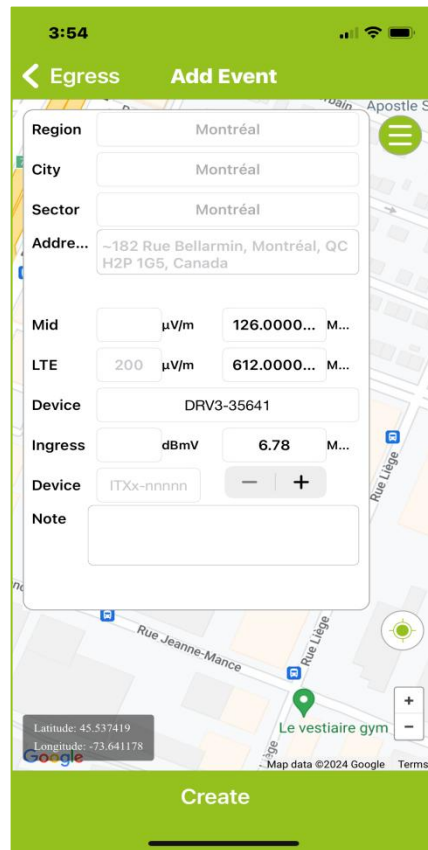 3:54
Egress
Add Event
Apostle S
Region
Montréal
City
Montréal
Sector
Montréal
Addre...
~182 Rue Bellarmin, Montréal, QC
H2P 1G5, Canada
Mid
µV/m
126.0000...
M...
LTE
200
µV/m
612.0000...
M...
Device
DRV3-35641
Ingress
dBmV
6.78
M...
Device
ITXx-nnnnn
− +
Note
Rue Liège
Rue Jeanne-Mance
Rue Liège
Le vestiaire gym
+
−
Latitude: 45.537419
Longitude: -73.641178
Google
Map data ©2024 Google
Terms
Create